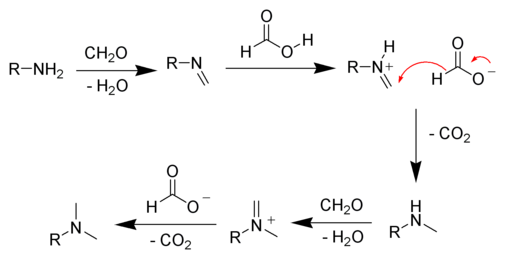 R–NH₂
CH₂O
- H₂O
R–N
O
H
O
H
R–N⁺
H
O
H
O⁻
- CO₂
H
R N
CH₂O
- H₂O
R N⁺
O
H
O⁻
- CO₂
R N